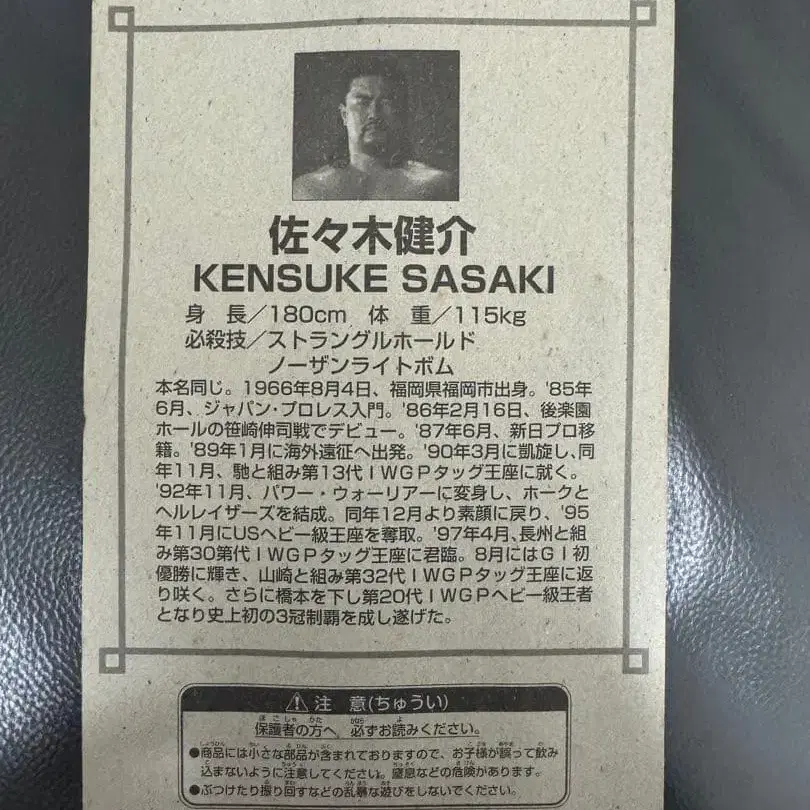 佐々木健介
KENSUKE SASAKI
身 長／180cm 体 重／115kg
必殺技／ストラングルホールド
ノーザンライトボム
本名同じ。1966年8月4日、福岡県福岡市出身。'85年
6月、ジャパン・プロレス入門。'86年2月16日、後楽園
ホールの笹崎伸司戦でデビュー。'87年6月、新日プロ移
籍。'89年1月に海外遠征へ出発。'90年3月に凱旋し、同
年11月、馳と組み第13代IWGPタッグ王座に就く。
'92年11月、パワー・ウォーリアーに変身し、ホークと
ヘルレイザーズを結成。同年12月より素顔に戻り、'95
年11月にUSヘビー級王座を奪取。'97年4月、長州と組
み第30第代IWGPタッグ王座に君臨。8月にはGI初
優勝に輝き、山崎と組み第32代IWGPタッグ王座に返
り咲く。さらに橋本を下し第20代IWGPヘビー級王者
となり史上初の3冠制覇を成し遂げた。
注 意(ちゅうい)
保護者の方へ、必ずお読みください。
●商品には小さな部品が含まれておりますので、お子様が誤って飲み
込まないように注意してください。窒息などの危険があります。
●ぶつけたり振り回すなどの乱暴な遊びをしないでください。